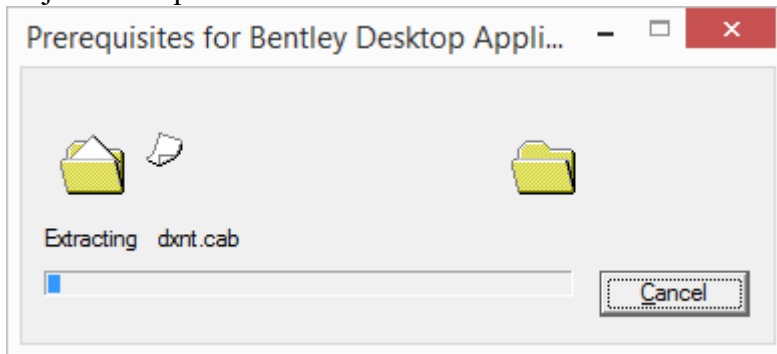 Prerequisites for Bentley Desktop Appli...
Extracting dxnt.cab
Cancel